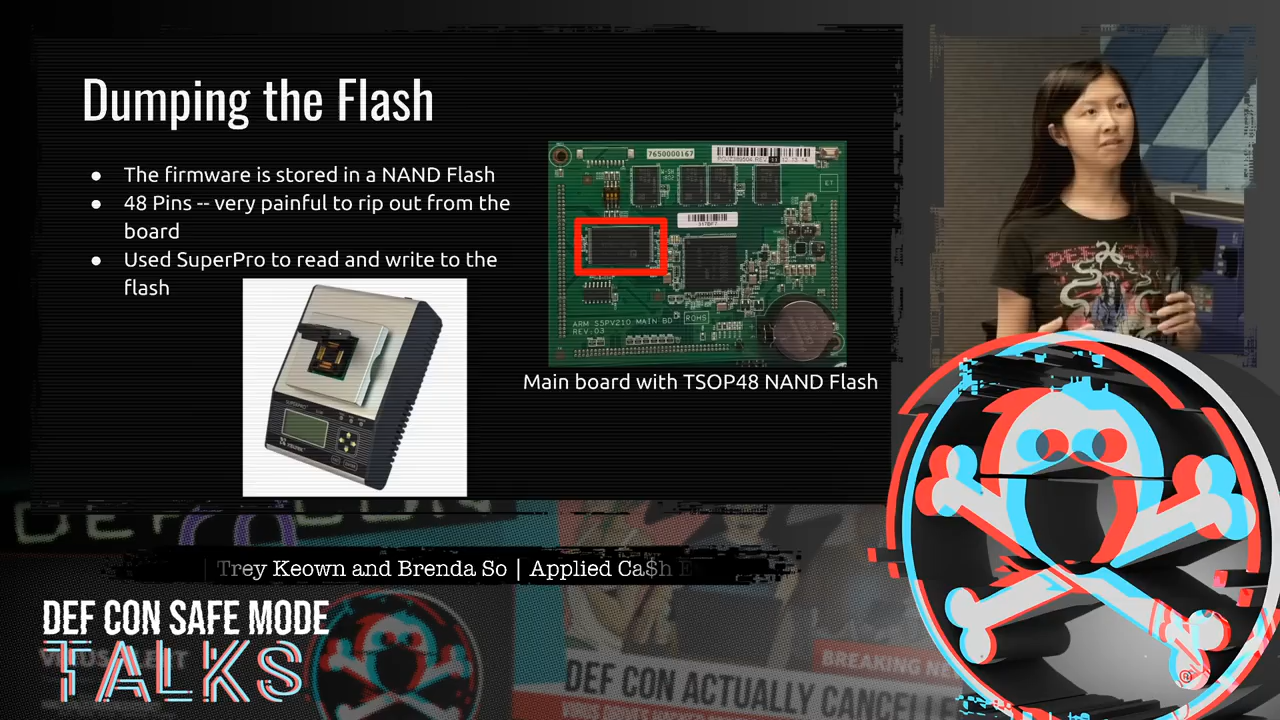 Dumping the Flash
● The firmware is stored in a NAND Flash
● 48 Pins -- very painful to rip out from the
board
● Used SuperPro to read and write to the
flash
7650000167
ET
ARM S5PV210 MAIN BD
REV:03
ROHS
Main board with TSOP48 NAND Flash
DEF CON
Trey Keown and Brenda So | Applied Ca$h E
DEF CON SAFE MODE
TALKS
BREAKING NE
DEF CON ACTUALLY CANCELLE
®